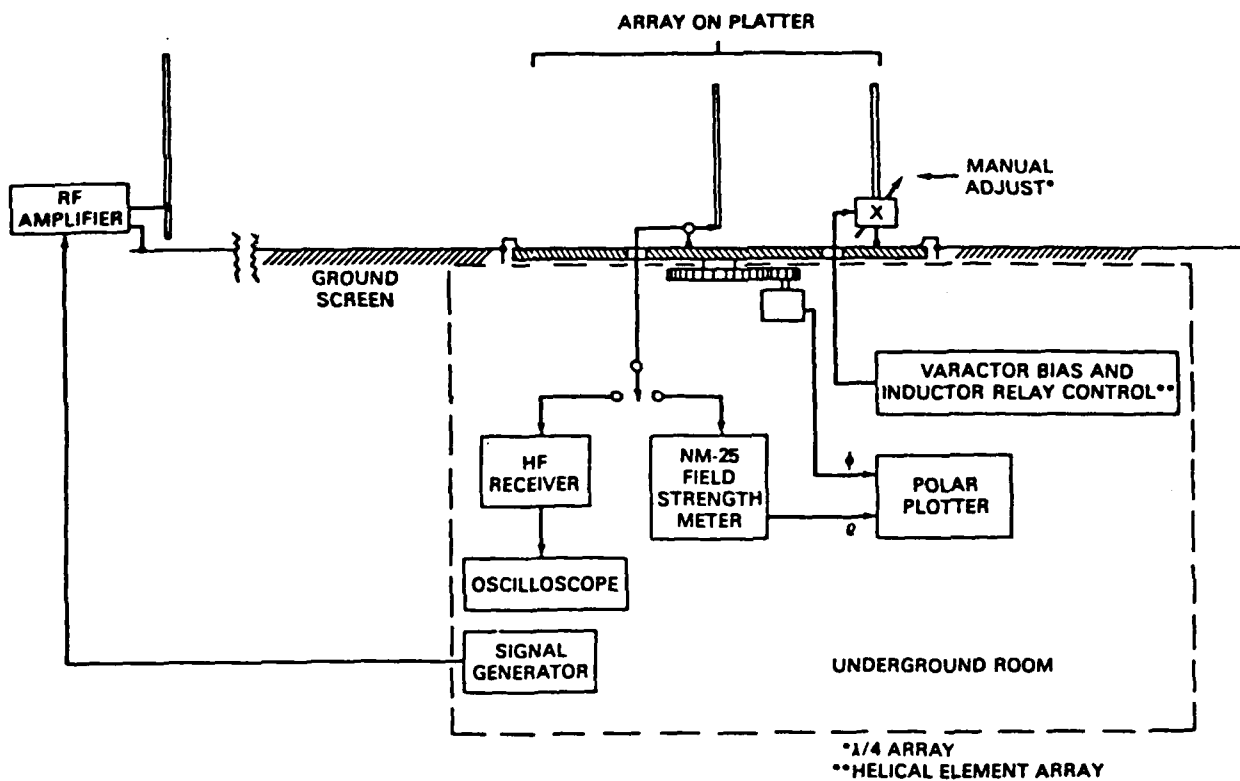 ARRAY ON PLATTER
MANUAL
ADJUST*
RF
AMPLIFIER
X
GROUND
SCREEN
VARACTOR BIAS AND
INDUCTOR RELAY CONTROL**
HF
RECEIVER
NM-25
FIELD
STRENGTH
METER
ϕ
ρ
POLAR
PLOTTER
OSCILLOSCOPE
SIGNAL
GENERATOR
UNDERGROUND ROOM
*λ/4 ARRAY
**HELICAL ELEMENT ARRAY